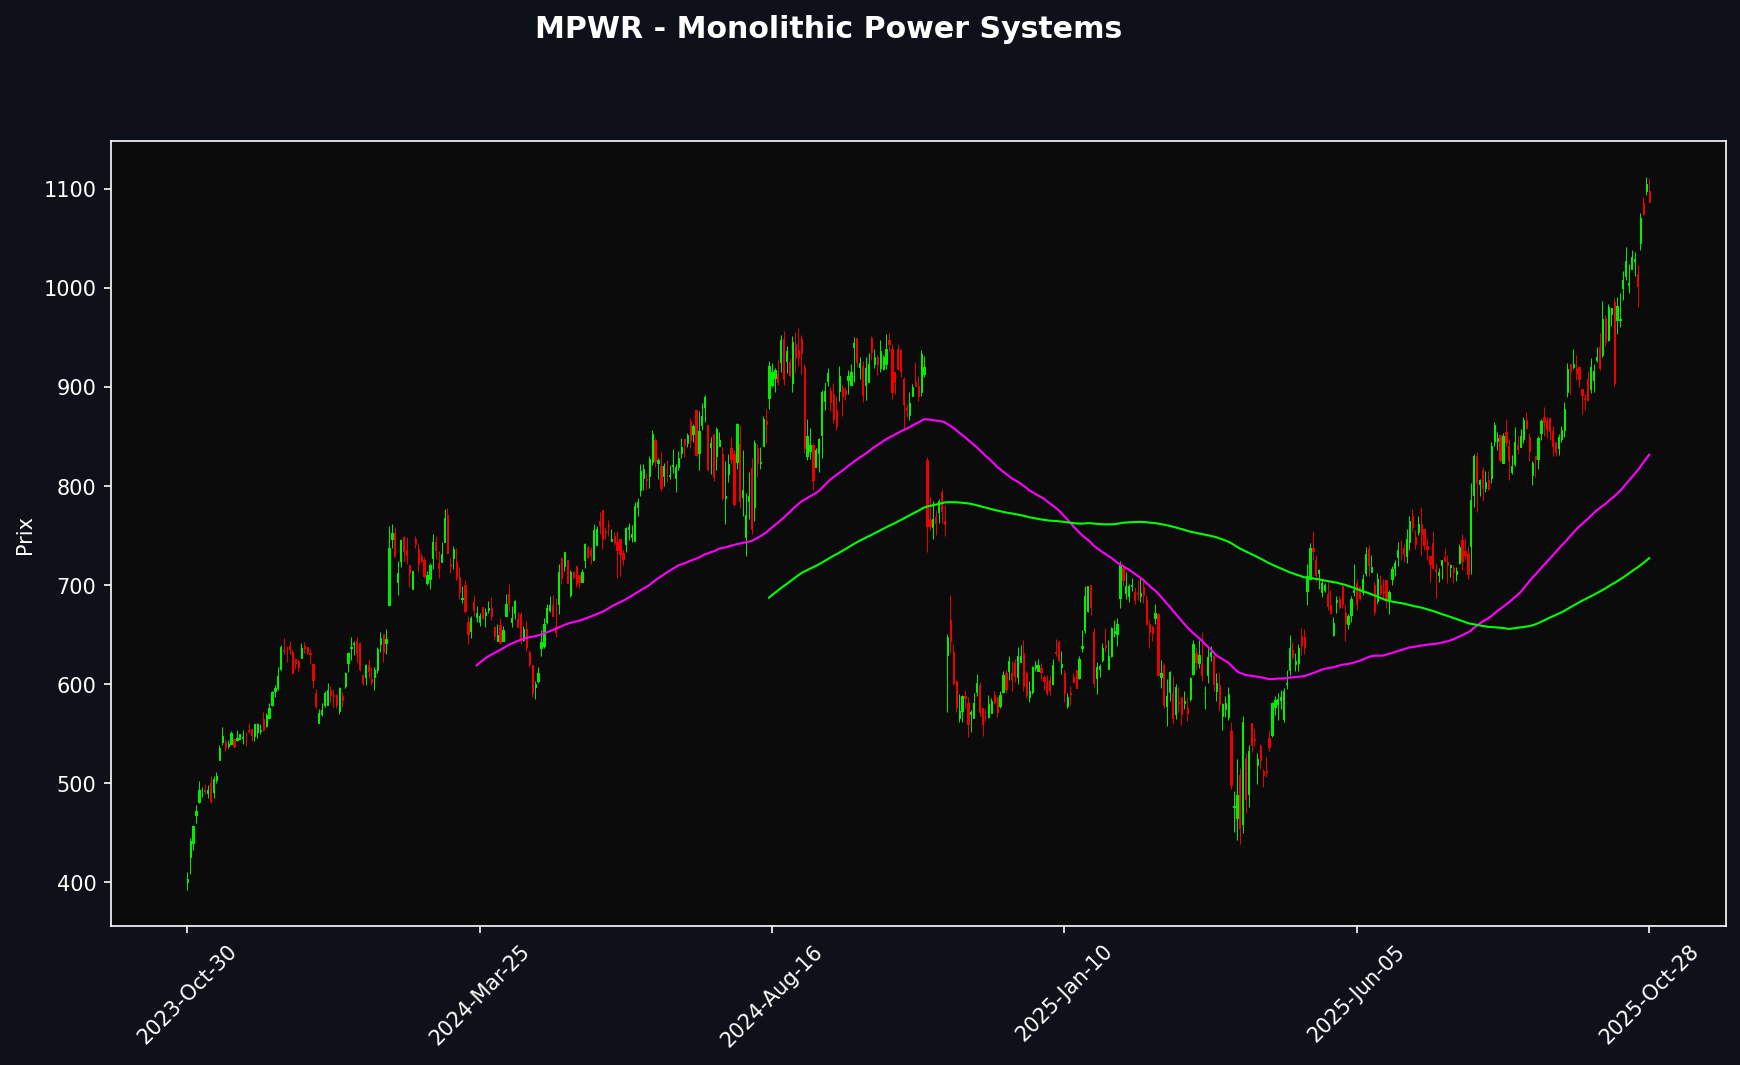 MPWR - Monolithic Power Systems
Prix
1100
1000
900
800
700
600
500
400
2023-Oct-30
2024-Mar-25
2024-Aug-16
2025-Jan-10
2025-Jun-05
2025-Oct-28